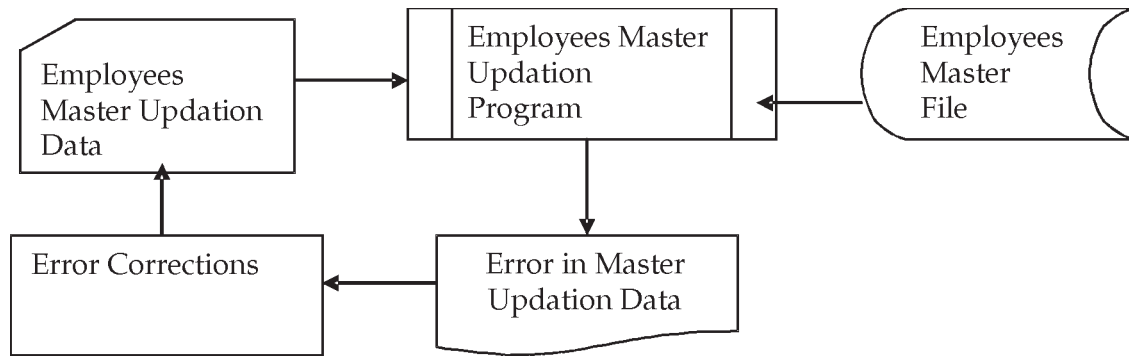 Employees
Master Updation
Data
Employees Master
Updation
Program
Employees
Master
File
Error Corrections
Error in Master
Updation Data